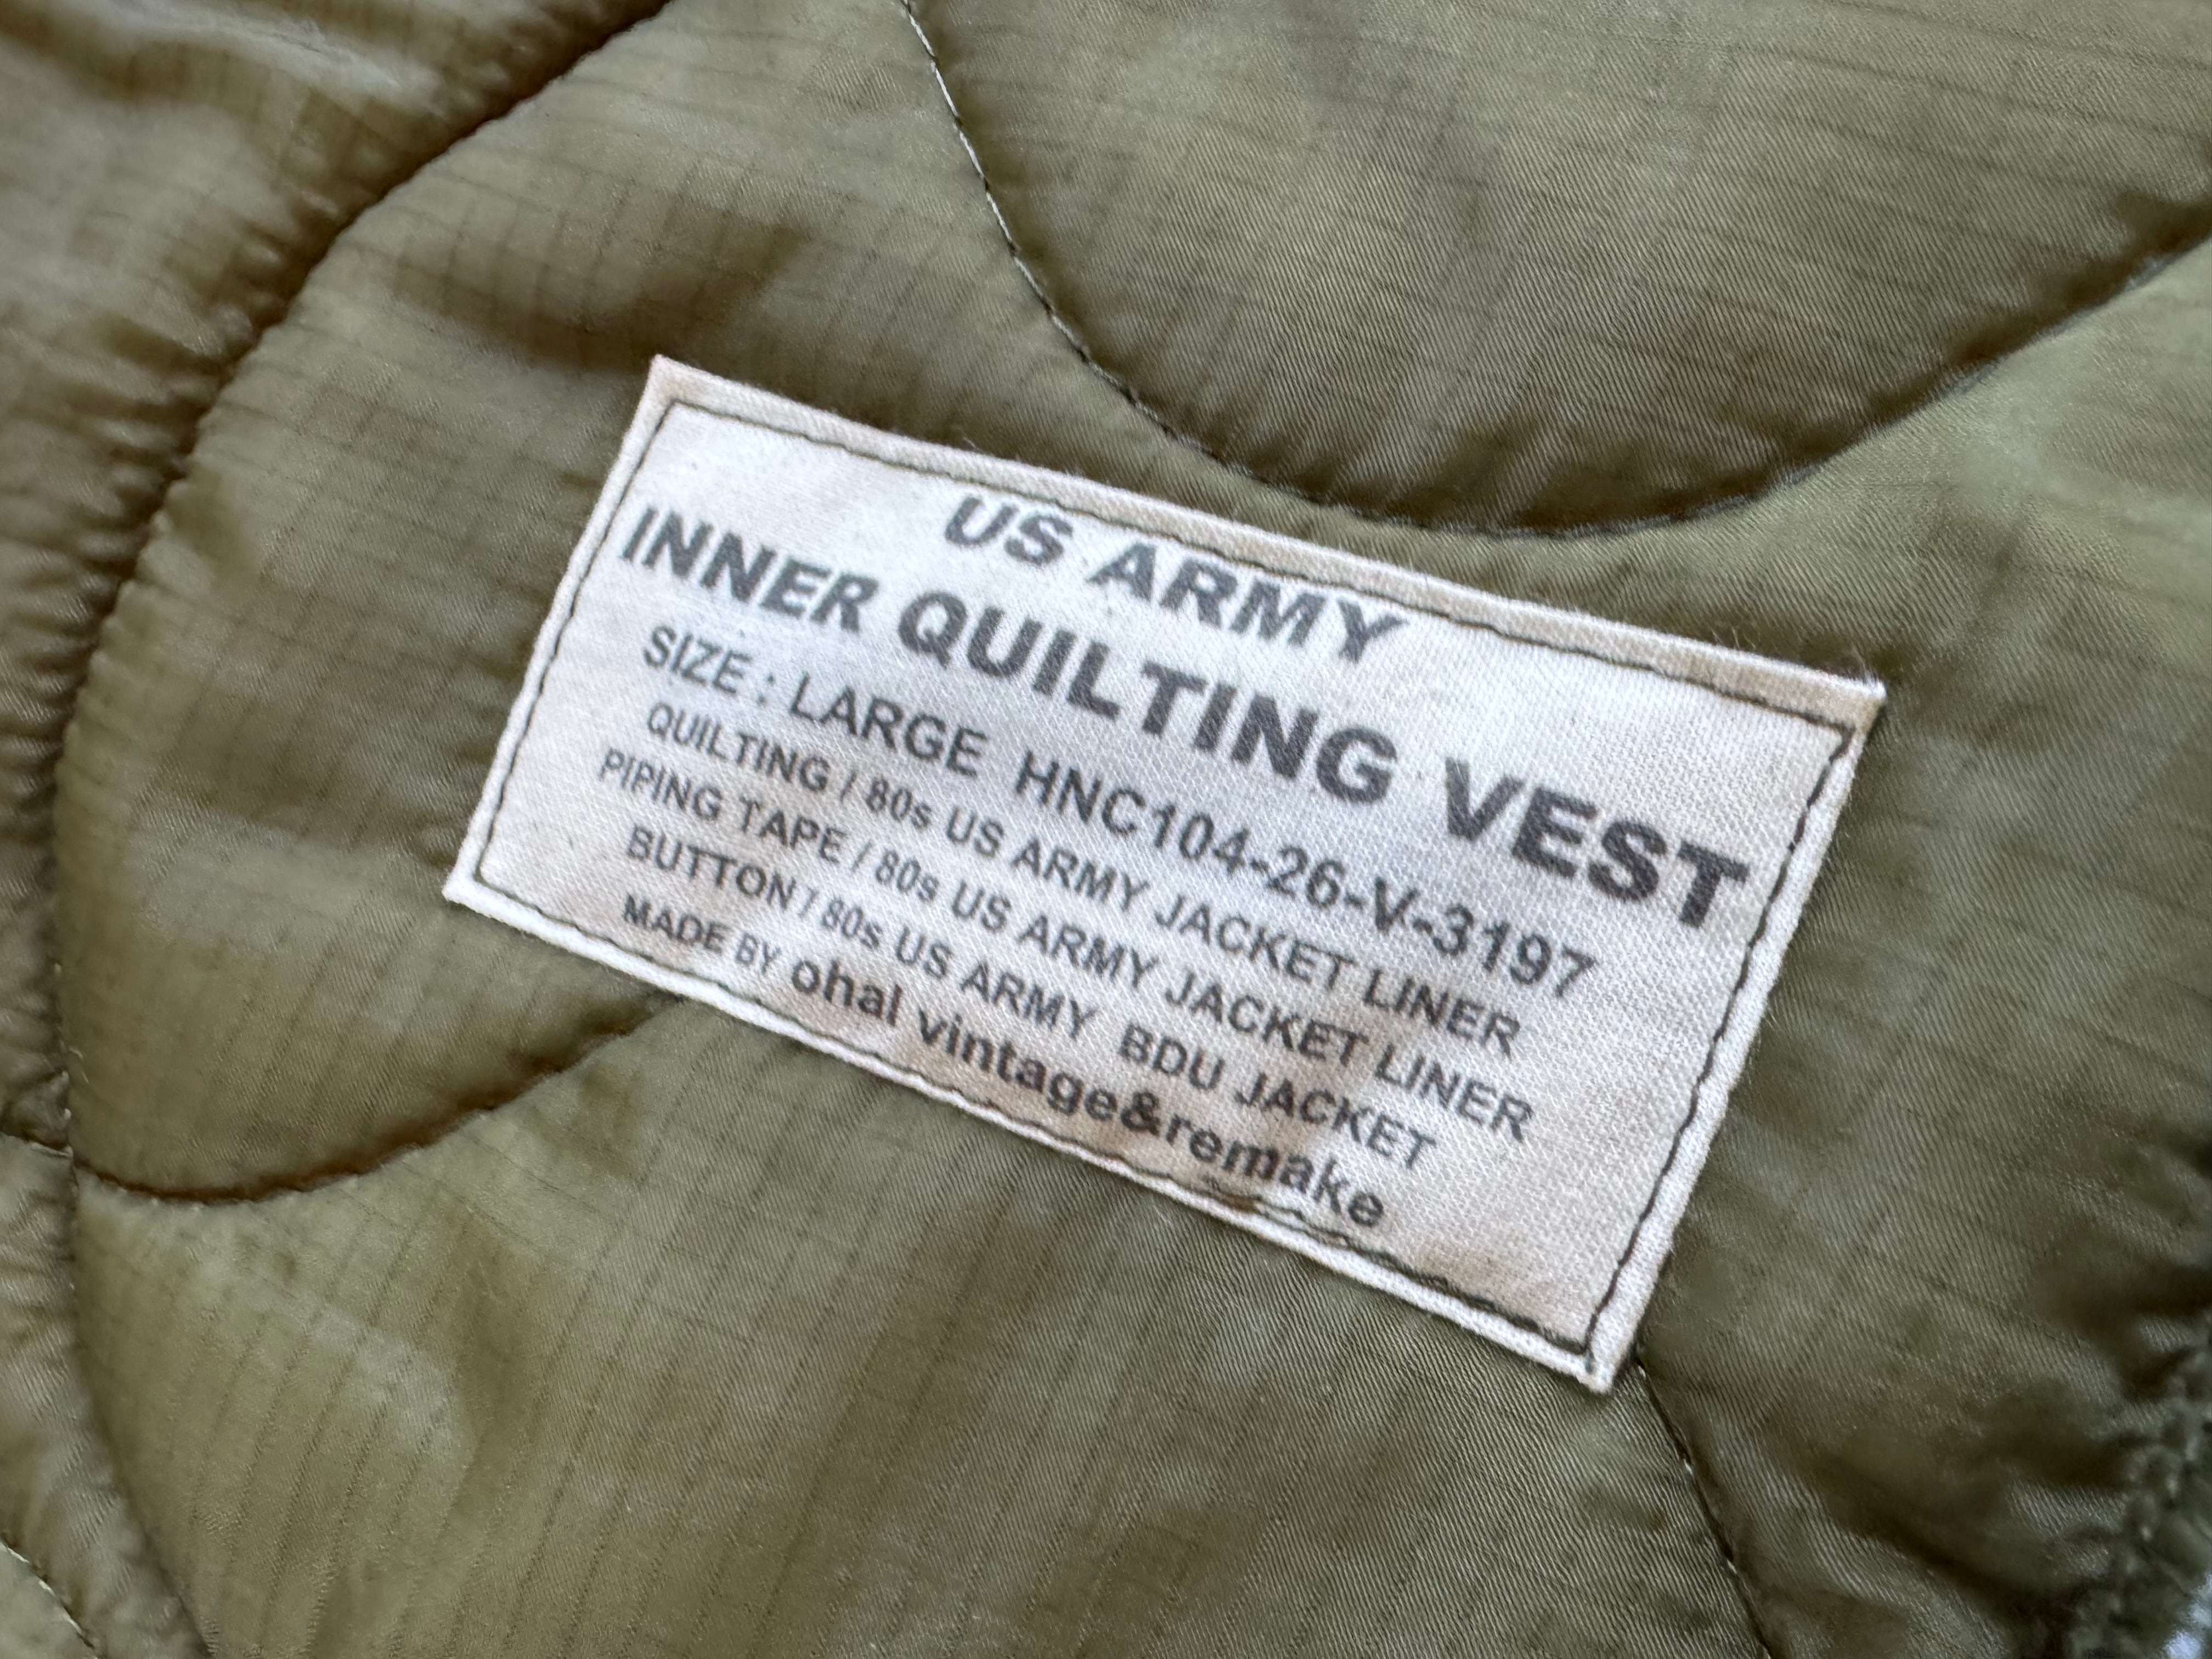 US ARMY
INNER QUILTING VEST
SIZE : LARGE HNC104-26-V-3197
QUILTING / 80s US ARMY JACKET LINER
PIPING TAPE / 80s US ARMY JACKET LINER
BUTTON / 80s US ARMY BDU JACKET
MADE BY ohal vintage&remake